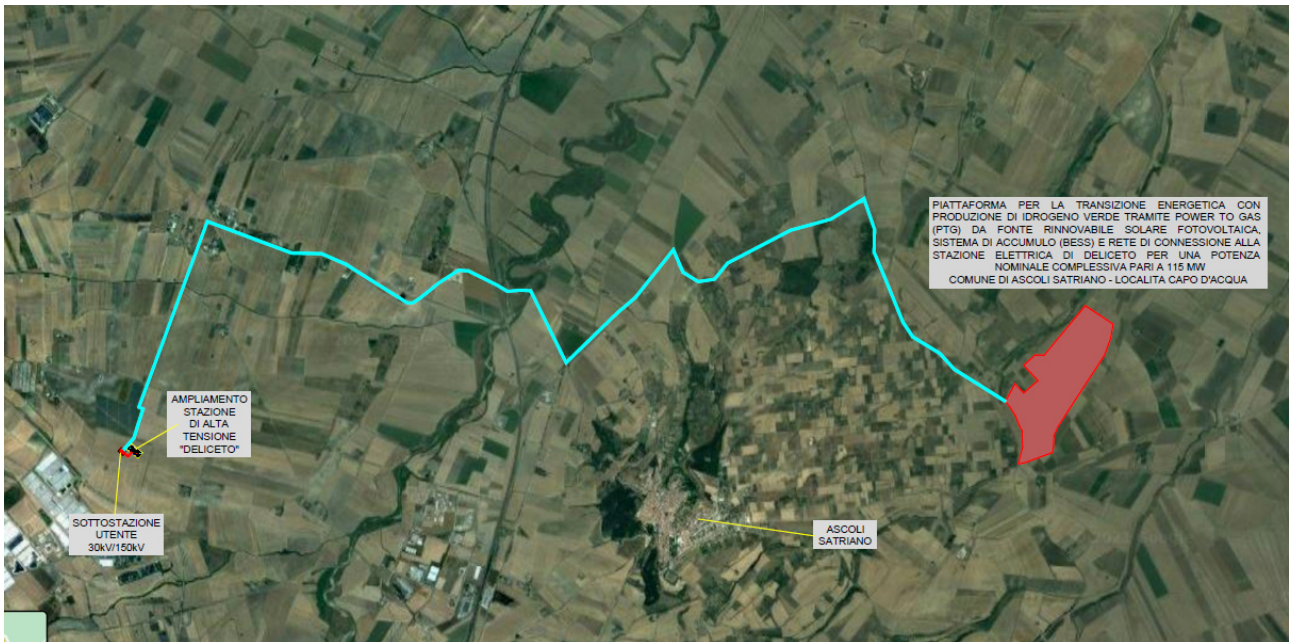 PIATTAFORMA PER LA TRANSIZIONE ENERGETICA CON
PRODUZIONE DI IDROGENO VERDE TRAMITE POWER TO GAS
(PTG) DA FONTE RINNOVABILE SOLARE FOTOVOLTAICA,
SISTEMA DI ACCUMULO (BESS) E RETE DI CONNESSIONE ALLA
STAZIONE ELETTRICA DI DELICETO PER UNA POTENZA
NOMINALE COMPLESSIVA PARI A 115 MW
COMUNE DI ASCOLI SATRIANO - LOCALITA CAPO D'ACQUA
AMPLIAMENTO
STAZIONE
DI ALTA
TENSIONE
"DELICETO"
SOTTOSTAZIONE
UTENTE
30kV/150kV
ASCOLI
SATRIANO